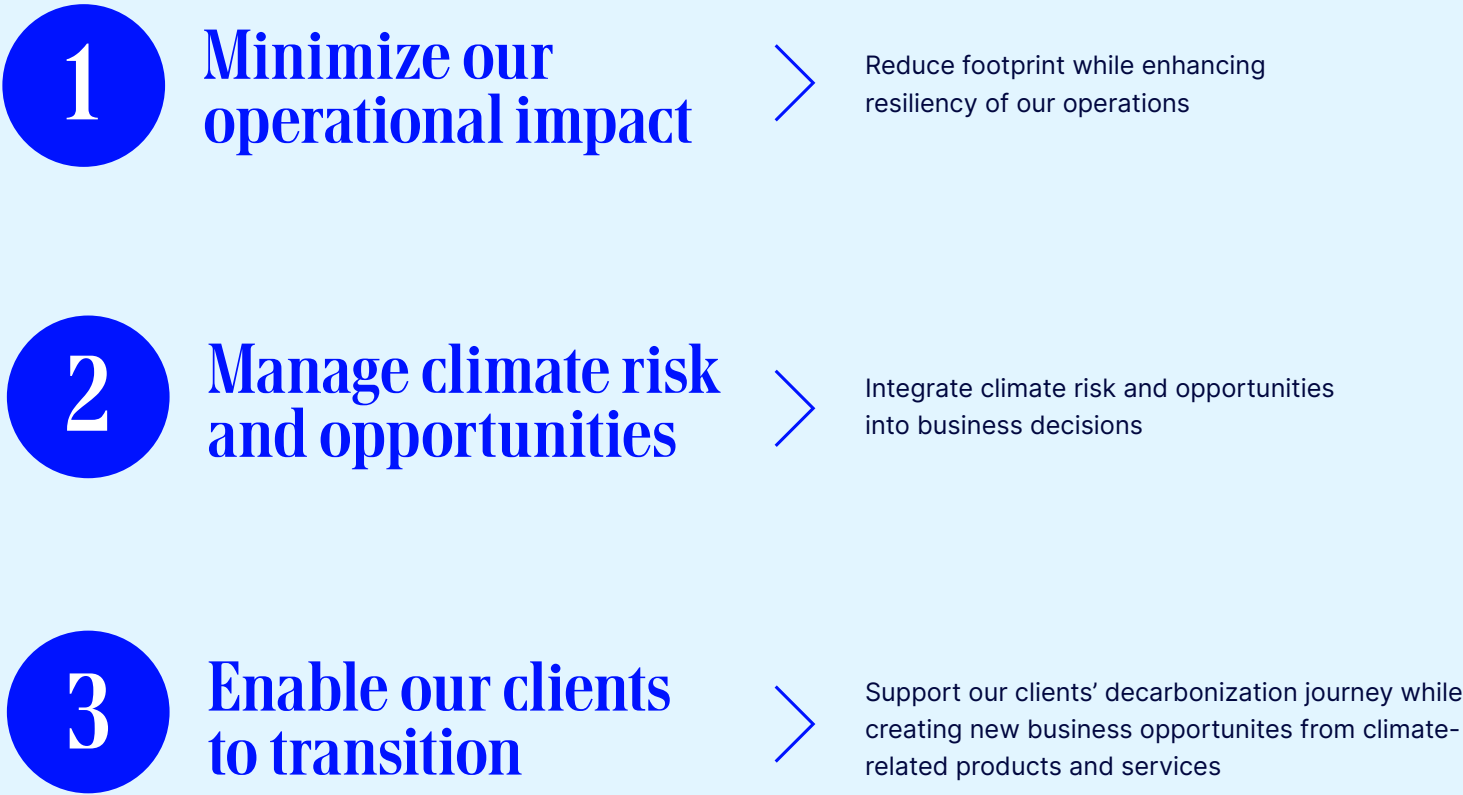 1
Minimize our
operational impact
Reduce footprint while enhancing
resiliency of our operations
2
Manage climate risk
and opportunities
Integrate climate risk and opportunities
into business decisions
3
Enable our clients
to transition
Support our clients’ decarbonization journey while
creating new business opportunites from climate-
related products and services